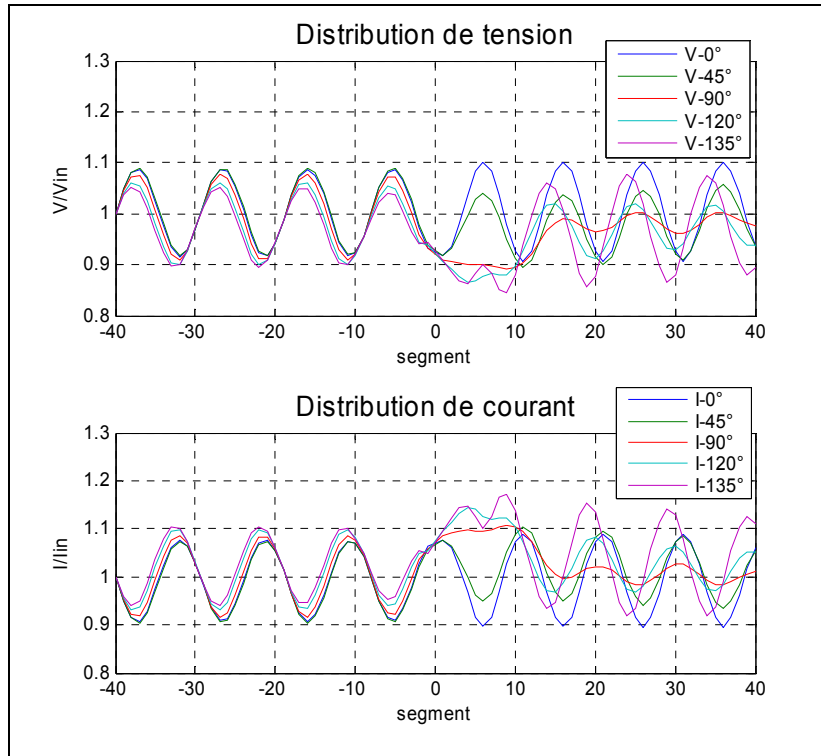 Distribution de tension
V/Vin
1.3
1.2
1.1
1
0.9
0.8
-40 -30 -20 -10 0 10 20 30 40
segment
V-0°
V-45°
V-90°
V-120°
V-135°
Distribution de courant
I/Iin
1.3
1.2
1.1
1
0.9
0.8
-40 -30 -20 -10 0 10 20 30 40
segment
I-0°
I-45°
I-90°
I-120°
I-135°